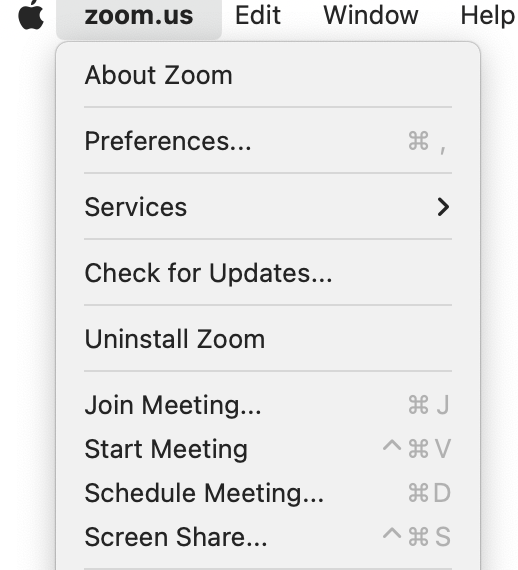 zoom.us Edit Window Help
About Zoom
Preferences... ⌘ ,
Services
Check for Updates...
Uninstall Zoom
Join Meeting... ⌘ J
Start Meeting ^ ⌘ V
Schedule Meeting... ⌘ D
Screen Share... ^ ⌘ S